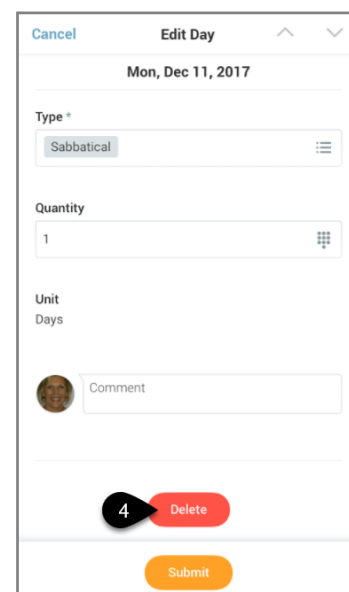 Cancel Edit Day
Mon, Dec 11, 2017
Type *
Sabbatical
Quantity
1
Unit
Days
Comment
4 Delete
Submit